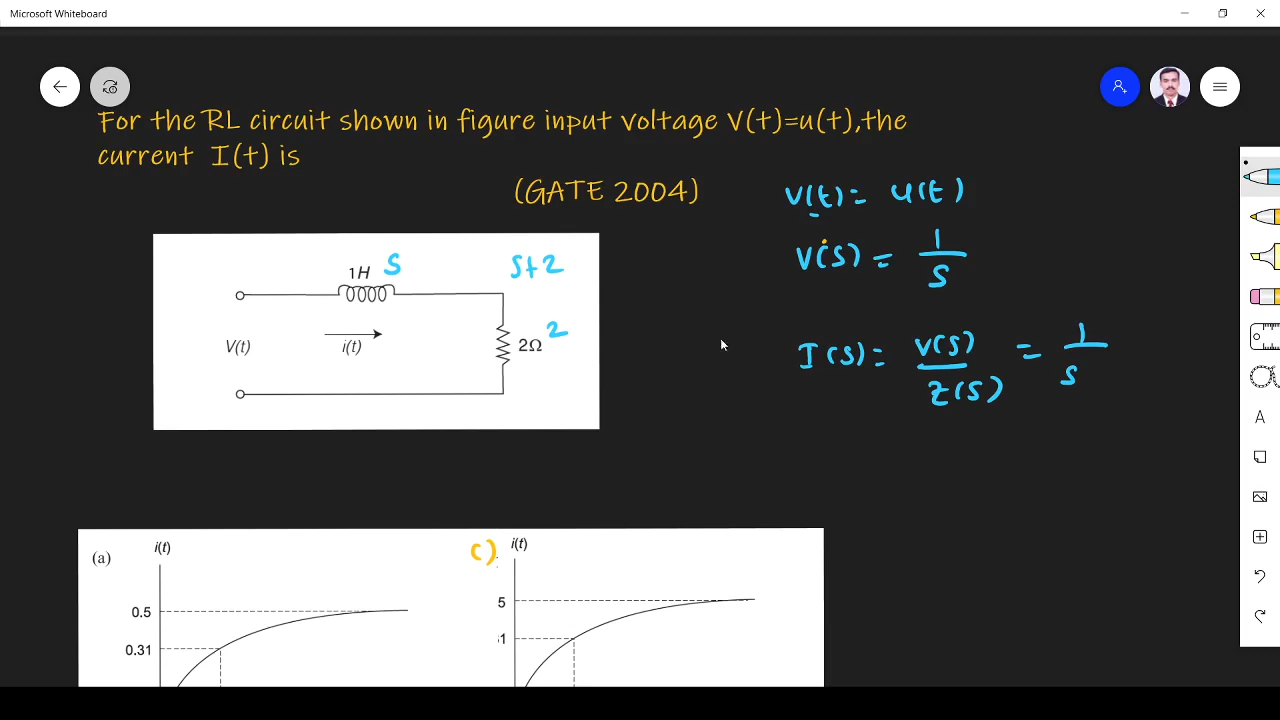 Microsoft Whiteboard
For the RL circuit shown in figure input voltage V(t)=u(t),the
current I(t) is
(GATE 2004)
V(t) = u(t)
V(s) = 1/s
1H S
S+2
V(t)
i(t)
2Ω 2
I(s) = V(s)/Z(s) = 1/s
(a) i(t)
0.5
0.31
c) i(t)
5
31
A